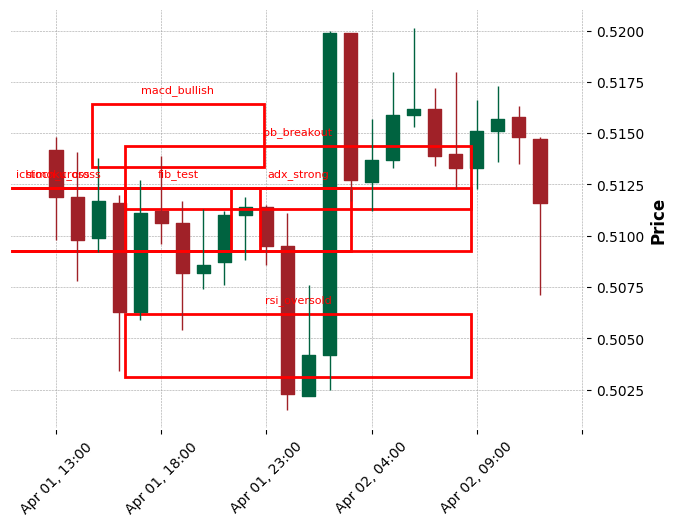 macd_bullish
bb_breakout
fib_test
adx_strong
rsi_oversold
0.5200
0.5175
0.5150
0.5125
0.5100
0.5075
0.5050
0.5025
Price
Apr 01, 13:00
Apr 01, 18:00
Apr 01, 23:00
Apr 02, 04:00
Apr 02, 09:00